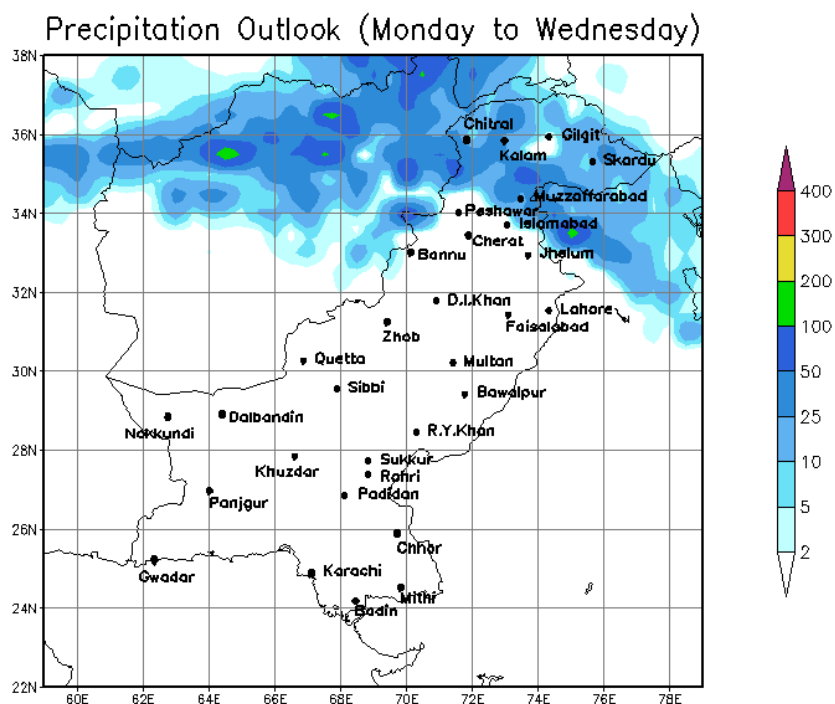 Precipitation Outlook (Monday to Wednesday)
38N
36N
34N
32N
30N
28N
26N
24N
22N
60E 62E 64E 66E 68E 70E 72E 74E 76E 78E
Chitral
Gilgit
Kalam
Skardu
Muzzaffarabad
Peshawar
Islamabad
Cherat
Bannu
Jhelum
D.I.Khan
Lahore
Faisalabad
Zhob
Quetta
Multan
Sibbi
Bawalpur
Dalbandin
Nokkundi
R.Y.Khan
Sukkur
Khuzdar
Rohri
Padidan
Panjgur
Chhor
Karachi
Gwadar
Mithi
Badin
400
300
200
100
50
25
10
5
2